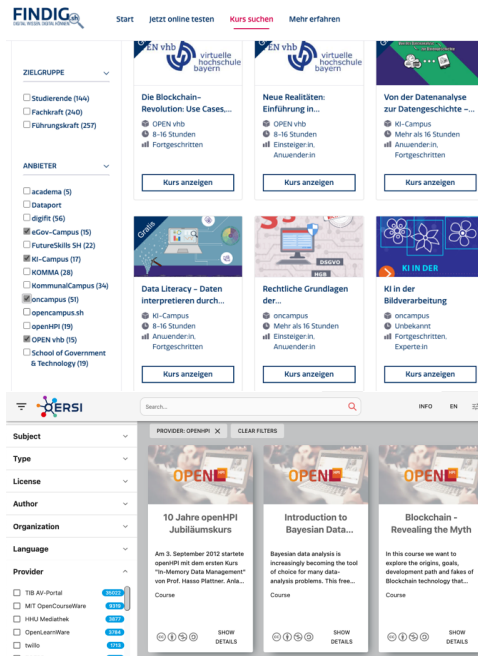 FINDIG.sh
DIGITAL WISSEN. DIGITAL KÖNNEN.
Start
Jetzt online testen
Kurs suchen
Mehr erfahren
ZIELGRUPPE
Studierende (144)
Fachkraft (240)
Führungskraft (257)
ANBIETER
academa (5)
Dataport
digifit (56)
eGov-Campus (15)
FutureSkills SH (22)
KI-Campus (17)
KOMMA (28)
KommunalCampus (34)
oncampus (51)
opencampus.sh
openHPI (19)
OPEN vhb (15)
School of Government
& Technology (19)
EN vhb
virtuelle
hochschule
bayern
Die Blockchain-
Revolution: Use Cases,...
OPEN vhb
8-16 Stunden
Fortgeschritten
Kurs anzeigen
EN vhb
virtuelle
hochschule
bayern
Neue Realitäten:
Einführung in...
OPEN vhb
8-16 Stunden
Einsteiger:in,
Anwender:in
Kurs anzeigen
Von der Datenanalyse
zur Datengeschichte –...
KI-Campus
Mehr als 16 Stunden
Anwender:in,
Fortgeschritten
Kurs anzeigen
Gratis
Data Literacy – Daten
interpretieren durch...
KI-Campus
8-16 Stunden
Anwender:in,
Fortgeschritten
Kurs anzeigen
DSGVO
HGB
Rechtliche Grundlagen
der...
oncampus
Mehr als 16 Stunden
Einsteiger:in,
Anwender:in
Kurs anzeigen
KI IN DER
KI in der
Bildverarbeitung
oncampus
Unbekannt
Fortgeschritten,
Expert:in
Kurs anzeigen
OERSI
Search...
INFO
EN
Subject
Type
License
Author
Organization
Language
Provider
TIB AV-Portal 35022
MIT OpenCourseWare 9319
HHU Mediathek 3877
OpenLearnWare 3794
twillo 1713
PROVIDER: OPENHPI X
CLEAR FILTERS
OPEN HPI
10 Jahre openHPI
Jubiläumskurs
Am 3. September 2012 startete
openHPI mit dem ersten Kurs
"In-Memory Data Management"
von Prof. Hasso Plattner. Anla...
Course
SHOW
DETAILS
OPEN HPI
Introduction to
Bayesian Data...
Bayesian data analysis is
increasingly becoming the tool
of choice for many data-
analysis problems. This free...
Course
SHOW
DETAILS
OPEN HPI
Blockchain -
Revealing the Myth
In this course we want to
explore the origins, goals,
development path and fakes of
Blockchain technology that...
Course
SHOW
DETAILS